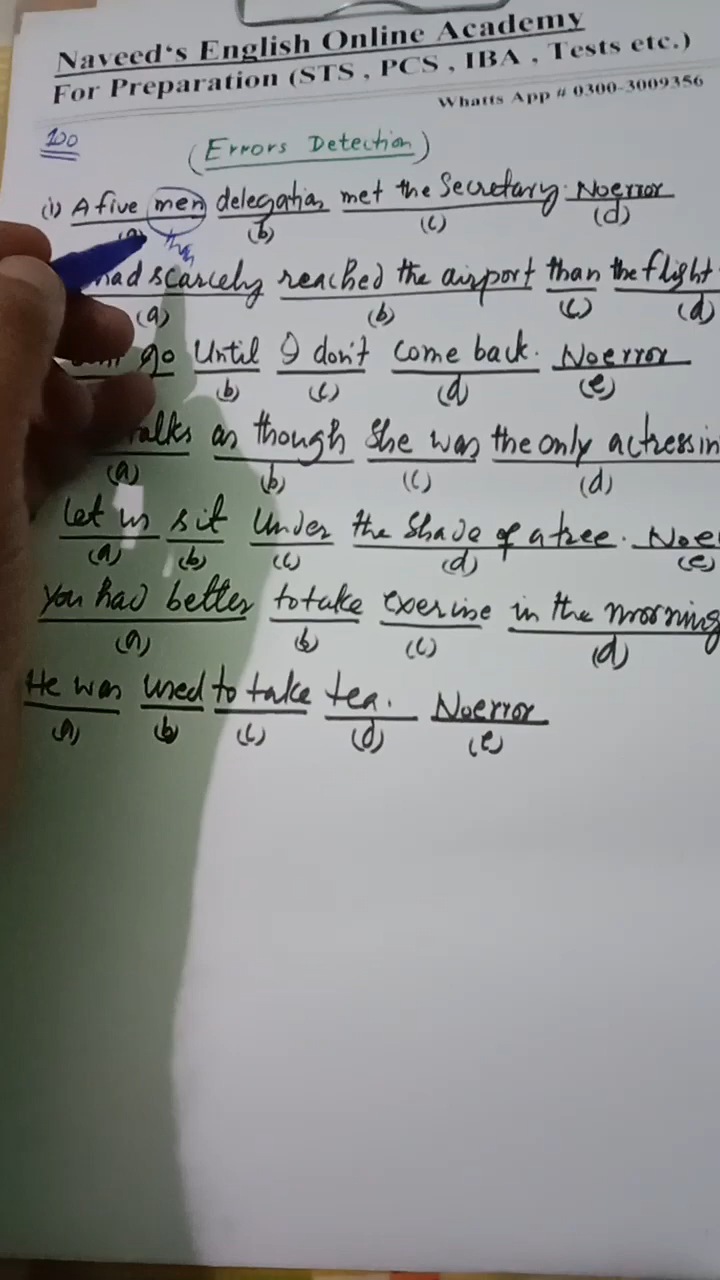 Naveed's English Online Academy
For Preparation (STS , PCS , IBA , Tests etc.)
Whatts App # 0300-3009356
100
(Errors Detection)
(i) A five men delegation met the Secretary. No error
(a) (b) (c) (d)
had scarcely reached the airport than the flight
(a) (b) (c) (d)
go Until I don't come back. No error
(b) (c) (d) (e)
talks as though She was the only actress in
(a) (b) (c) (d)
Let us sit Under the Shade of a tree. Noe
(a) (b) (c) (d) (e)
You had better to take exercise in the morning
(a) (b) (c) (d)
He was used to take tea. No error
(a) (b) (c) (d) (e)